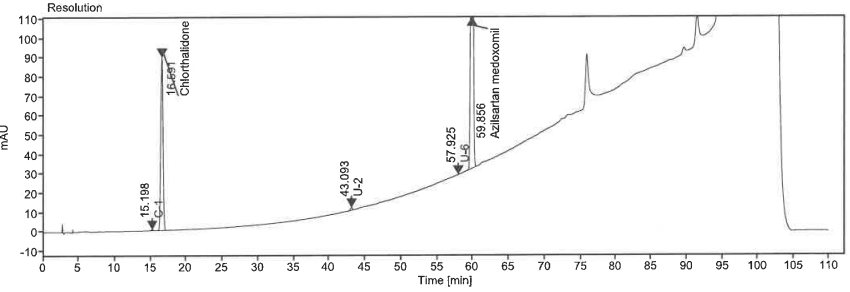 Resolution
110
100
90
80
70
60
50
40
30
20
10
0
-10
mAU
15.198
C-1
16.591
Chlorthalidone
43.093
U-2
57.925
U-6
59.856
Azilsartan medoxomil
0 5 10 15 20 25 30 35 40 45 50 55 60 65 70 75 80 85 90 95 100 105 110
Time [min]